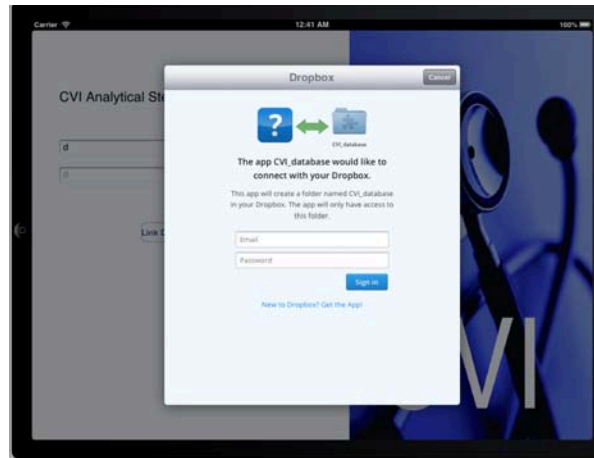 Carrier 12:41 AM 100%
Dropbox
Cancel
CVI Analytical Ste
CVI_database
d
The app CVI_database would like to
connect with your Dropbox.
This app will create a folder named CVI_database
in your Dropbox. The app will only have access to
this folder.
Email
Link
Password
Sign in
New to Dropbox? Get the App!
VI